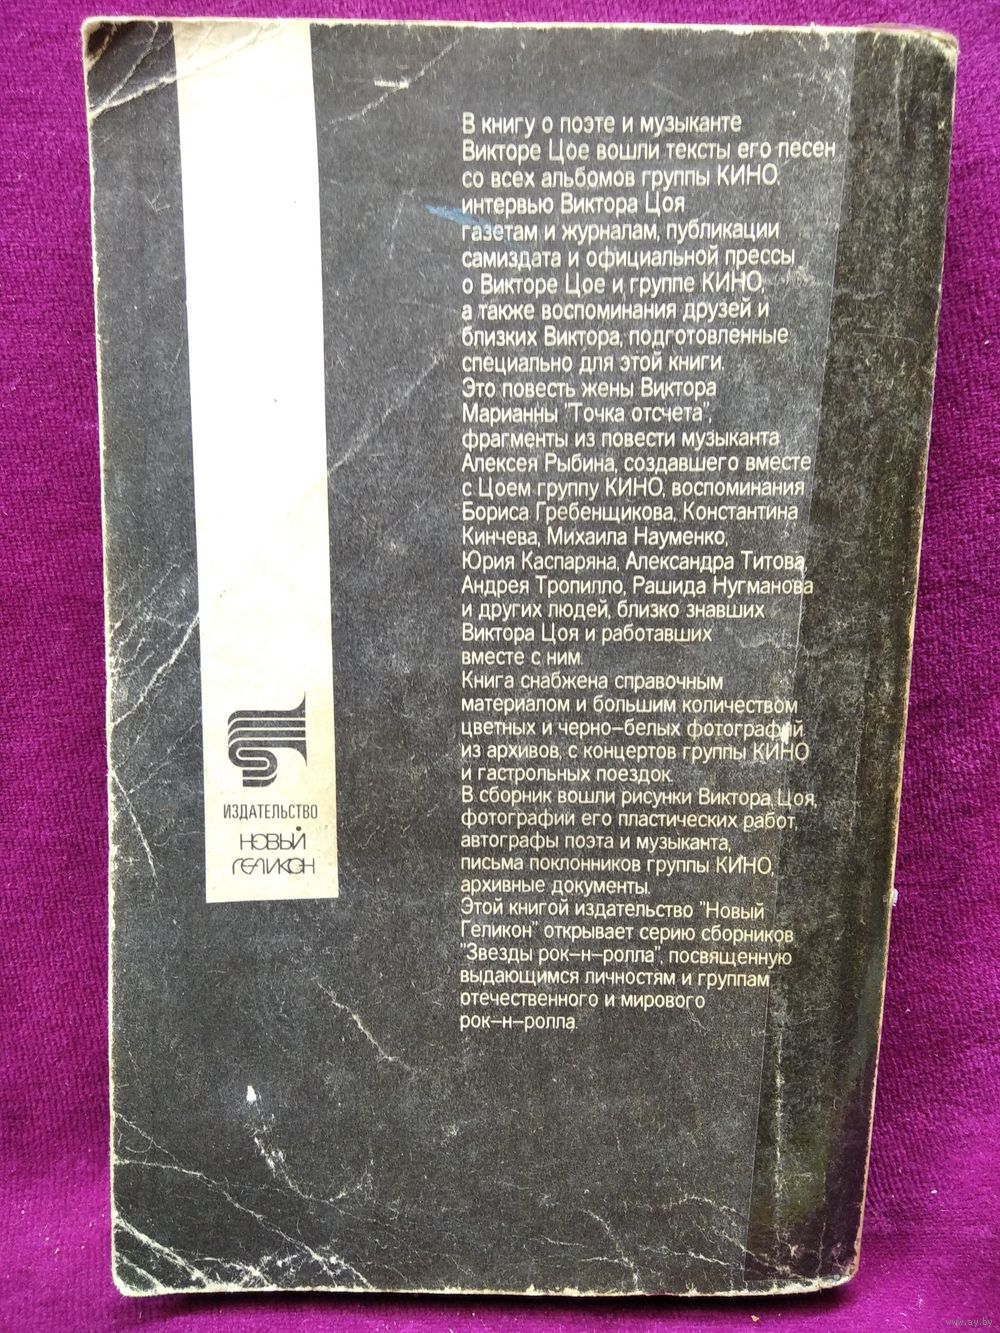 В книгу о поэте и музыканте
Викторе Цое вошли тексты его песен
со всех альбомов группы КИНО,
интервью Виктора Цоя
газетам и журналам, публикации
самиздата и официальной прессы
о Викторе Цое и группе КИНО,
а также воспоминания друзей и
близких Виктора, подготовленные
специально для этой книги.
Это повесть жены Виктора
Марианны "Точка отсчета",
фрагменты из повести музыканта
Алексея Рыбина, создавшего вместе
с Цоем группу КИНО, воспоминания
Бориса Гребенщикова, Константина
Кинчева, Михаила Науменко,
Юрия Каспаряна, Александра Титова,
Андрея Тропилло, Рашида Нугманова
и других людей, близко знавших
Виктора Цоя и работавших
вместе с ним.
Книга снабжена справочным
материалом и большим количеством
цветных и черно-белых фотографий
из архивов, с концертов группы КИНО
и гастрольных поездок.
В сборник вошли рисунки Виктора Цоя,
фотографии его пластических работ,
автографы поэта и музыканта,
письма поклонников группы КИНО,
архивные документы.
Этой книгой издательство "Новый
Геликон" открывает серию сборников
"Звезды рок-н-ролла", посвященную
выдающимся личностям и группам
отечественного и мирового
рок-н-ролла.
ИЗДАТЕЛЬСТВО
НОВЫЙ
ГЕЛИКОН
www.ay.by